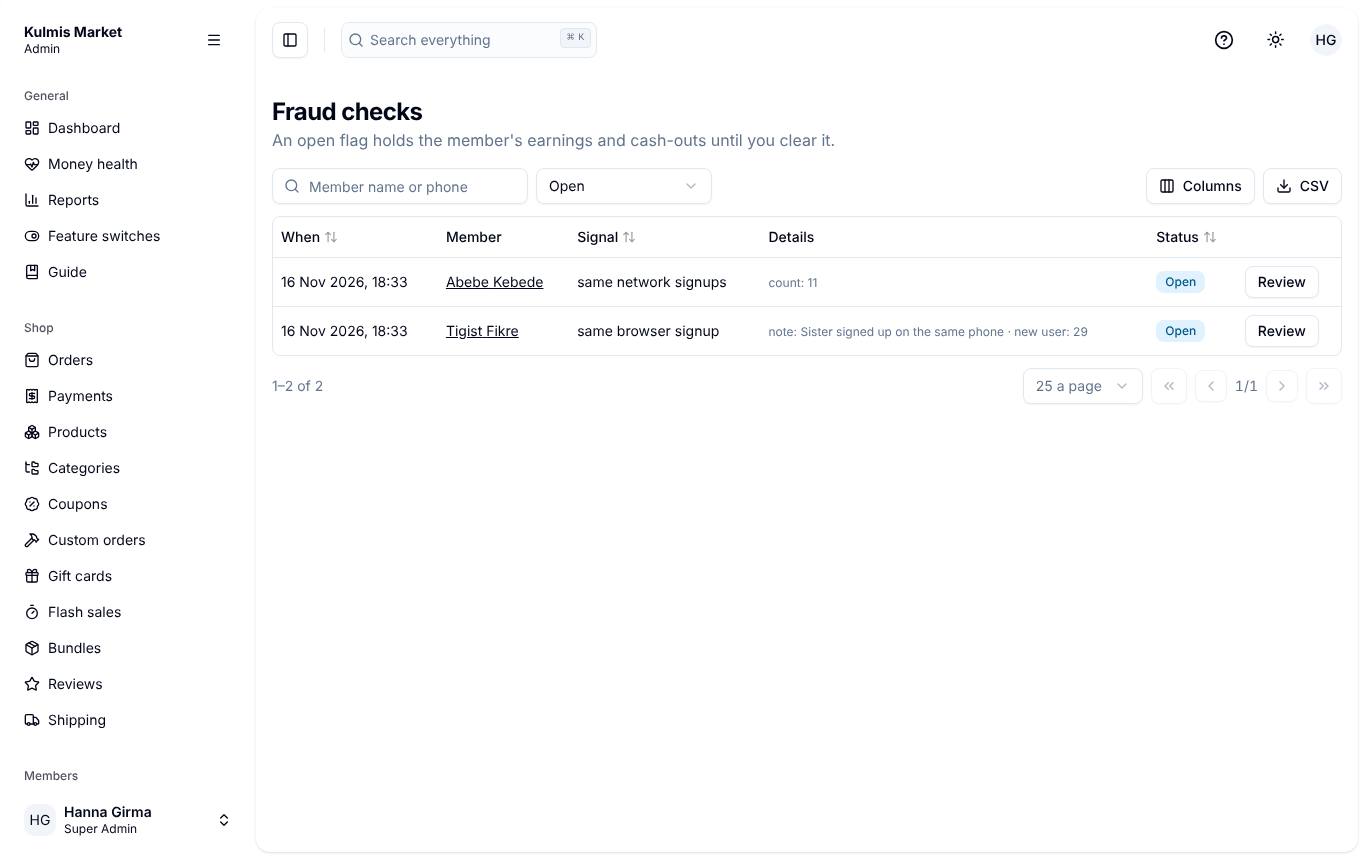 Kulmis Market
Admin
General
Dashboard
Money health
Reports
Feature switches
Guide
Shop
Orders
Payments
Products
Categories
Coupons
Custom orders
Gift cards
Flash sales
Bundles
Reviews
Shipping
Members
HG Hanna Girma
Super Admin
Search everything ⌘ K
HG
Fraud checks
An open flag holds the member's earnings and cash-outs until you clear it.
Member name or phone Open Columns CSV
When Member Signal Details Status
16 Nov 2026, 18:33 Abebe Kebede same network signups count: 11 Open Review
16 Nov 2026, 18:33 Tigist Fikre same browser signup note: Sister signed up on the same phone · new user: 29 Open Review
1–2 of 2 25 a page 1/1